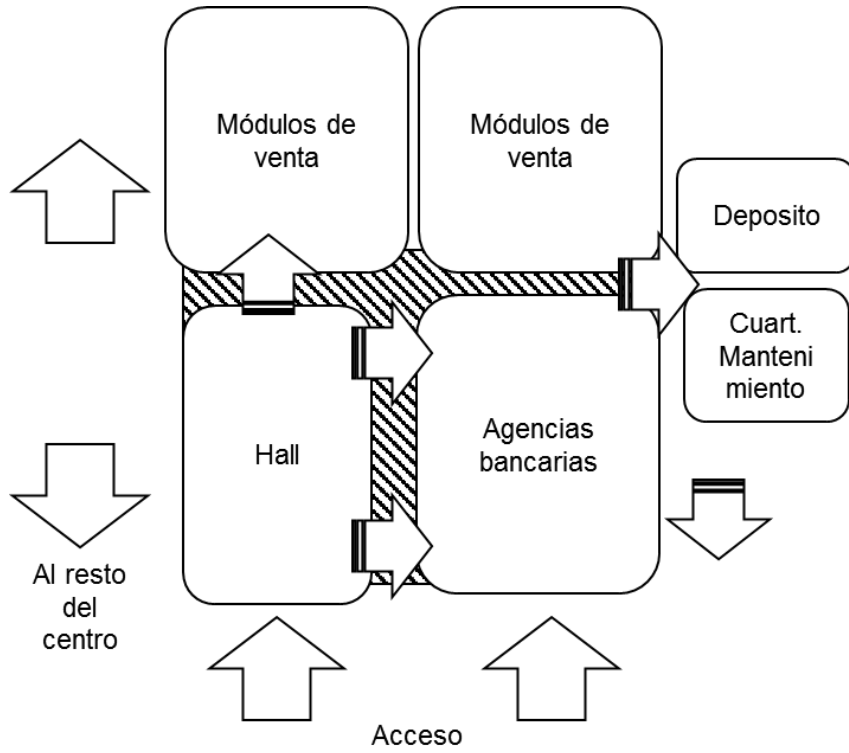 Módulos de
venta
Módulos de
venta
Deposito
Cuart.
Manteni
miento
Hall
Agencias
bancarias
Al resto
del
centro
Acceso